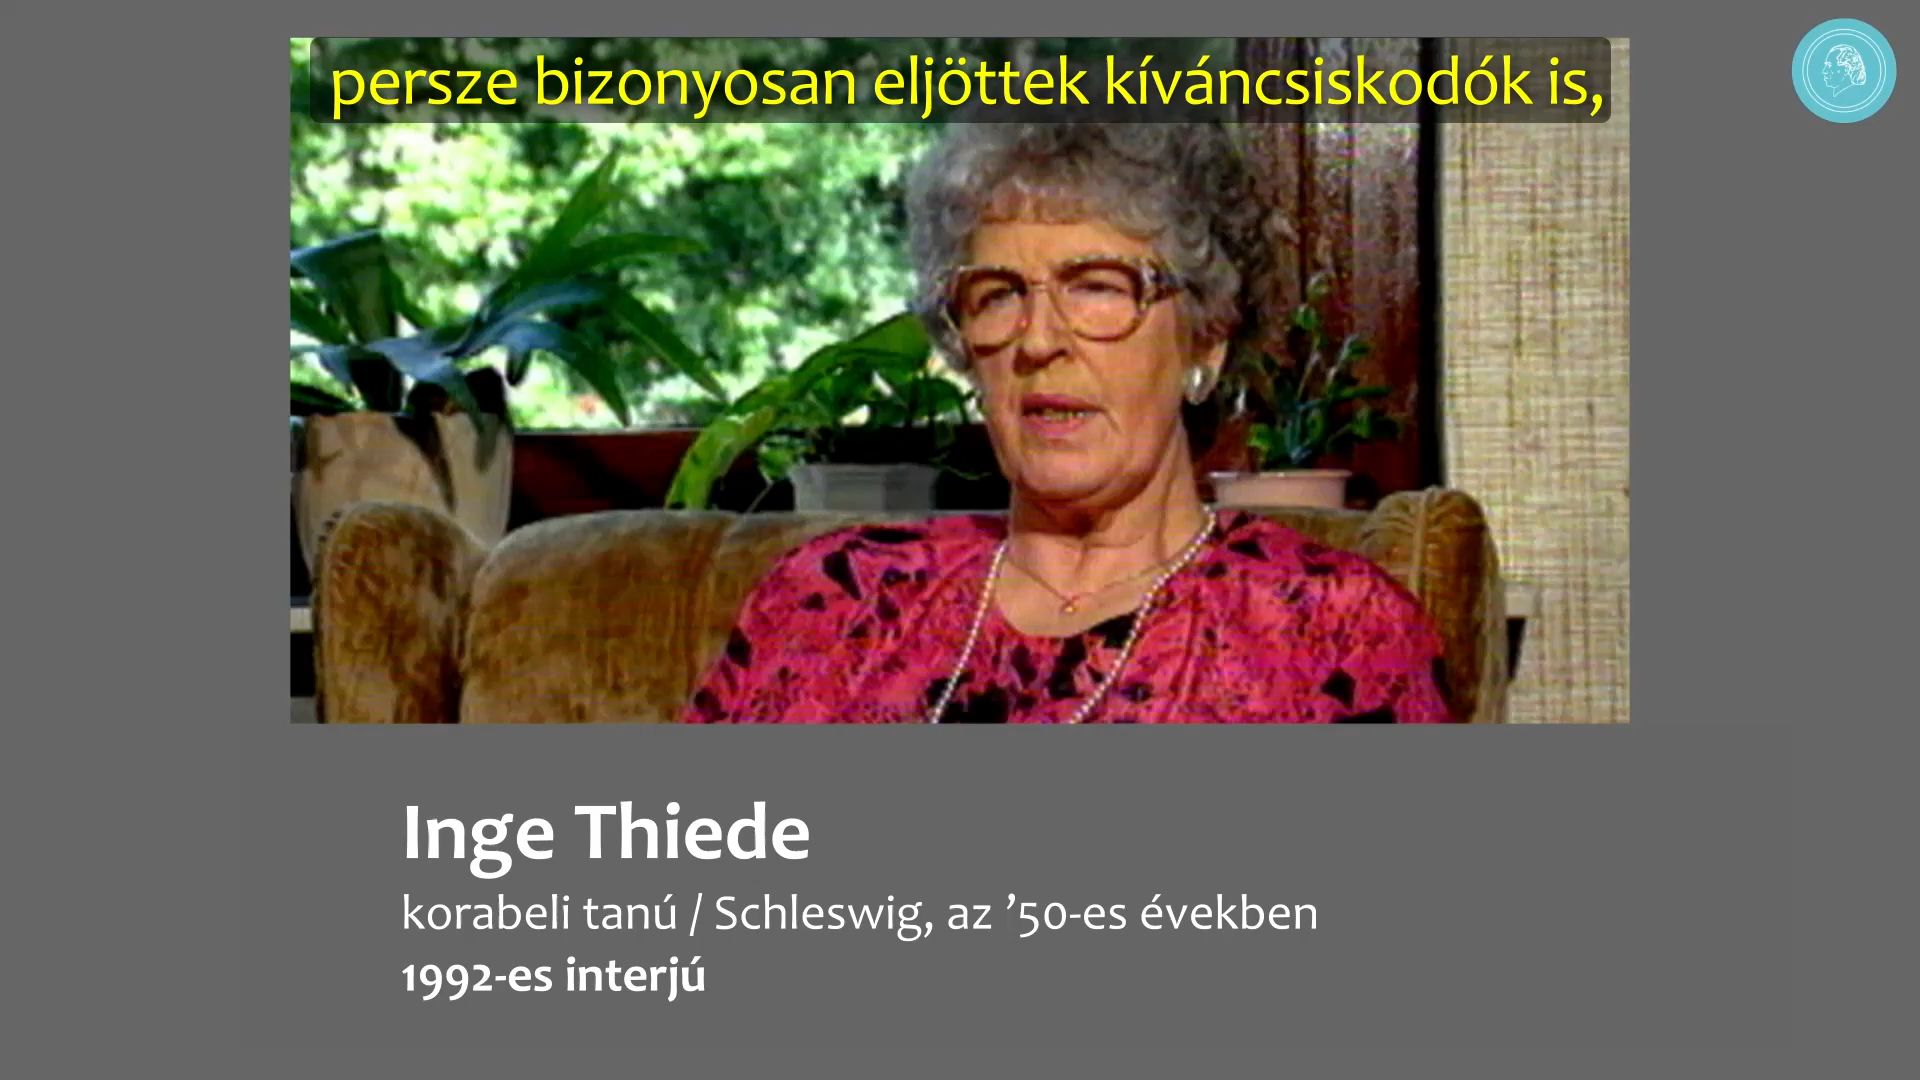 persze bizonyosan eljöttek kíváncsiskodók is,
Inge Thiede
korabeli tanú / Schleswig, az ’50-es években
1992-es interjú